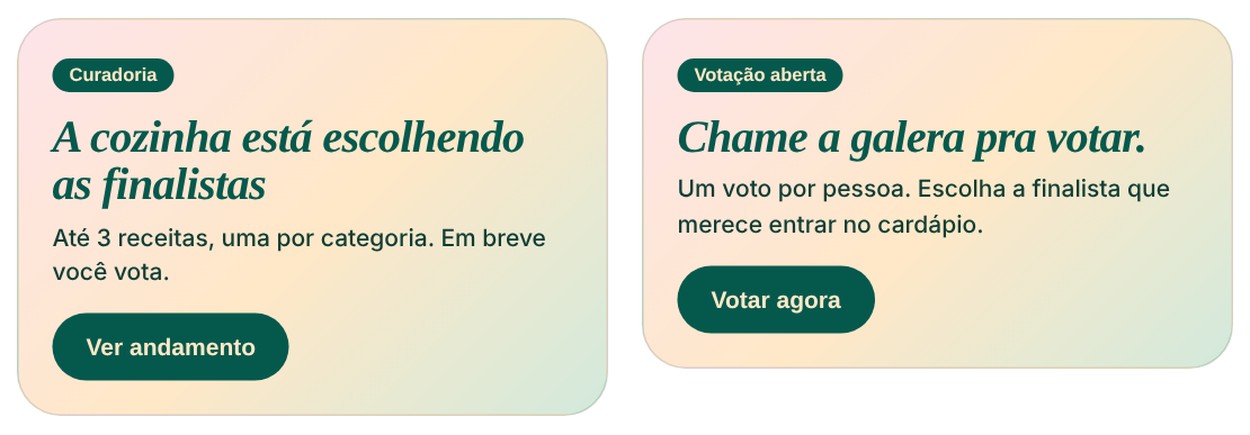 Curadoria
A cozinha está escolhendo
as finalistas
Até 3 receitas, uma por categoria. Em breve
você vota.
Ver andamento
Votação aberta
Chame a galera pra votar.
Um voto por pessoa. Escolha a finalista que
merece entrar no cardápio.
Votar agora